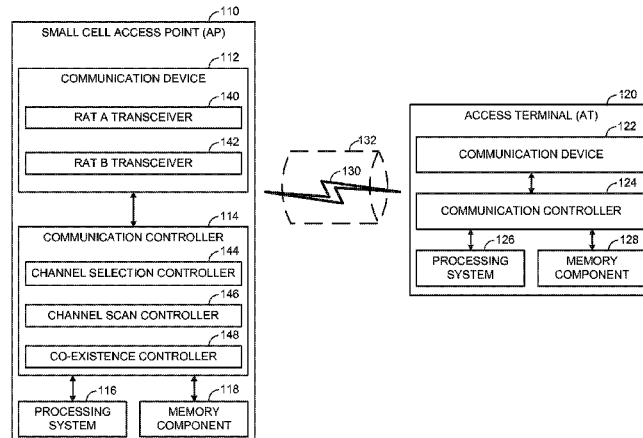 110
SMALL CELL ACCESS POINT (AP)
112
COMMUNICATION DEVICE
140
RAT A TRANSCEIVER
142
RAT B TRANSCEIVER
114
COMMUNICATION CONTROLLER
144
CHANNEL SELECTION CONTROLLER
146
CHANNEL SCAN CONTROLLER
148
CO-EXISTENCE CONTROLLER
116
118
PROCESSING
SYSTEM
MEMORY
COMPONENT
132
130
120
ACCESS TERMINAL (AT)
122
COMMUNICATION DEVICE
124
COMMUNICATION CONTROLLER
126
128
PROCESSING
SYSTEM
MEMORY
COMPONENT